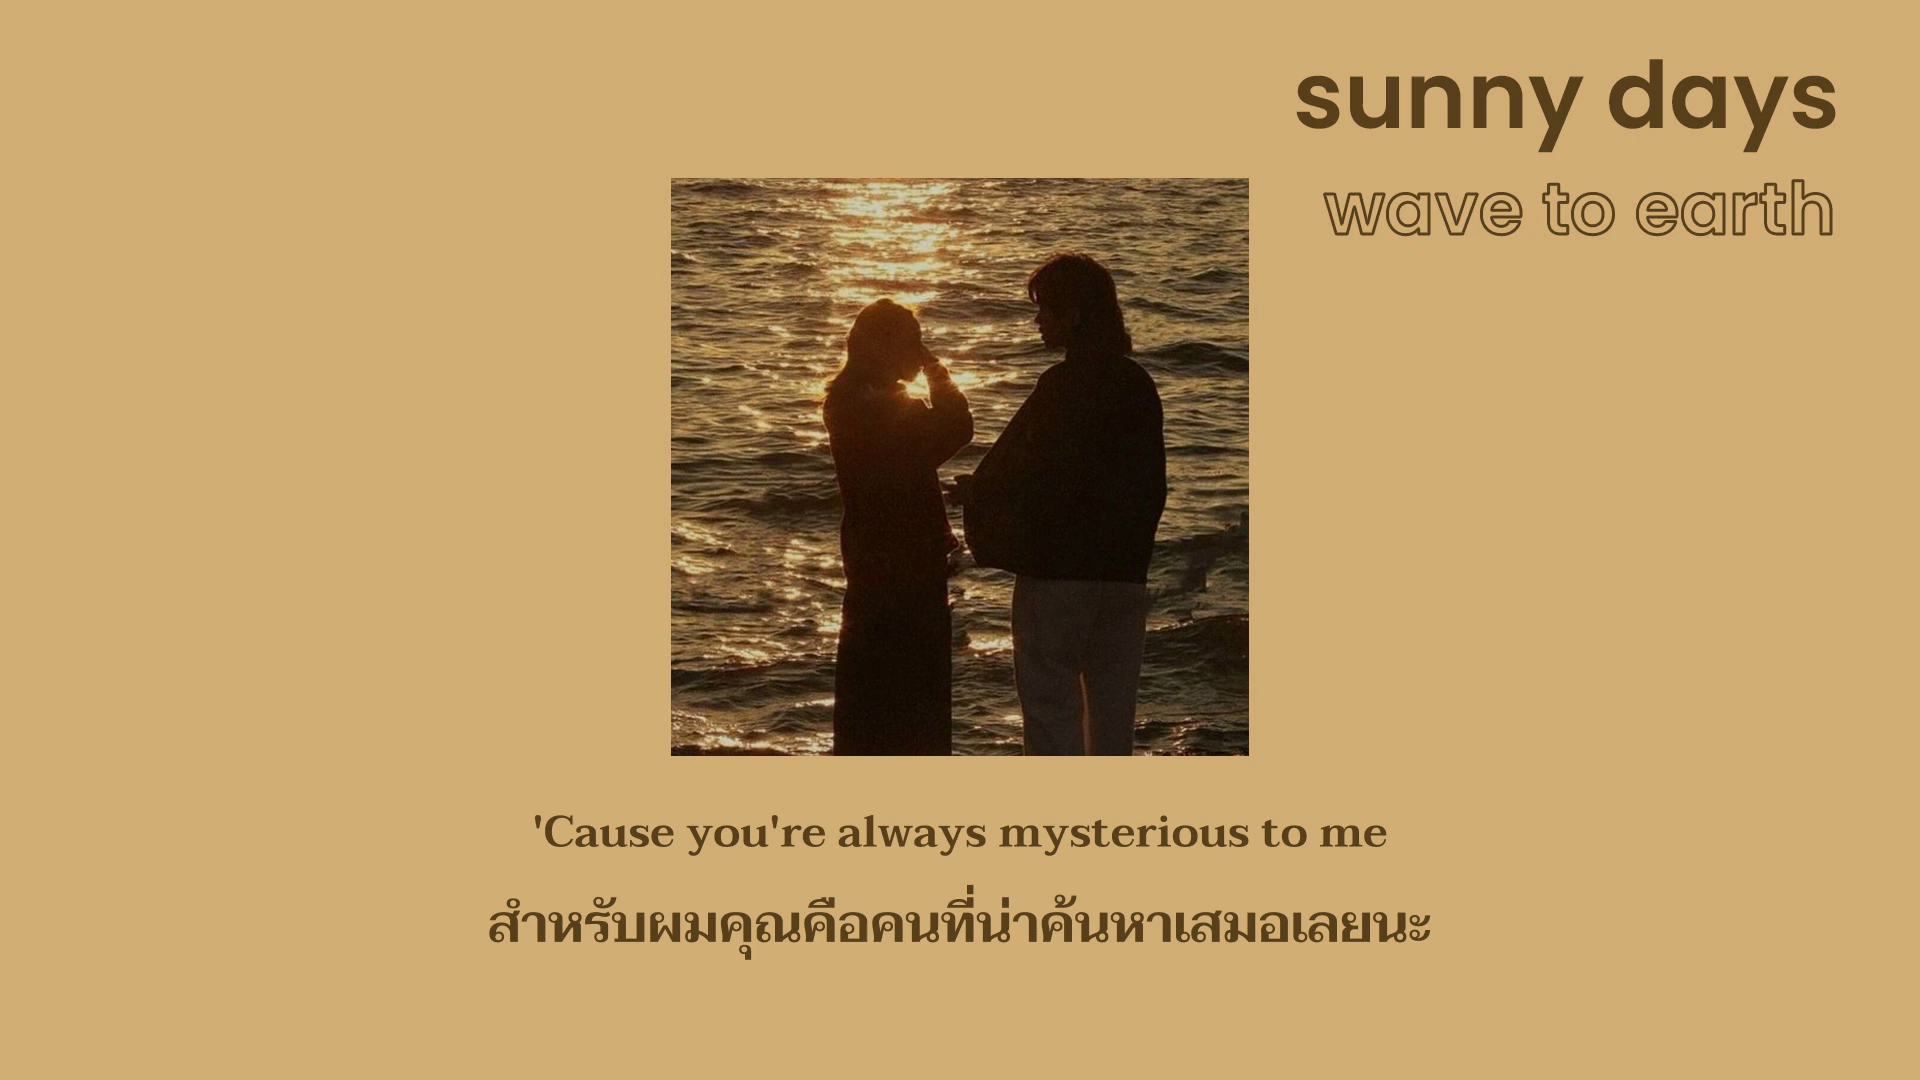 sunny days
wave to earth
'Cause you're always mysterious to me
สำหรับผมคุณคือคนที่น่าค้นหาเสมอเลยนะ